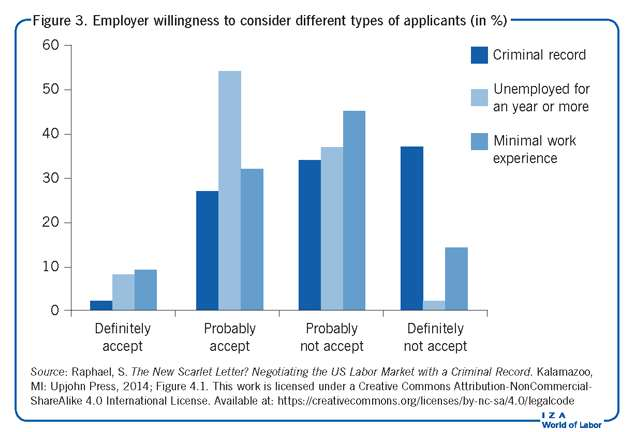 Figure 3. Employer willingness to consider different types of applicants (in %)
60
50
40
30
20
10
0
Criminal record
Unemployed for
an year or more
Minimal work
experience
Definitely
accept
Probably
accept
Probably
not accept
Definitely
not accept
Source: Raphael, S. The New Scarlet Letter? Negotiating the US Labor Market with a Criminal Record. Kalamazoo,
MI: Upjohn Press, 2014; Figure 4.1. This work is licensed under a Creative Commons Attribution-NonCommercial-
ShareAlike 4.0 International License. Available at: https://creativecommons.org/licenses/by-nc-sa/4.0/legalcode
I Z A
World of Labor